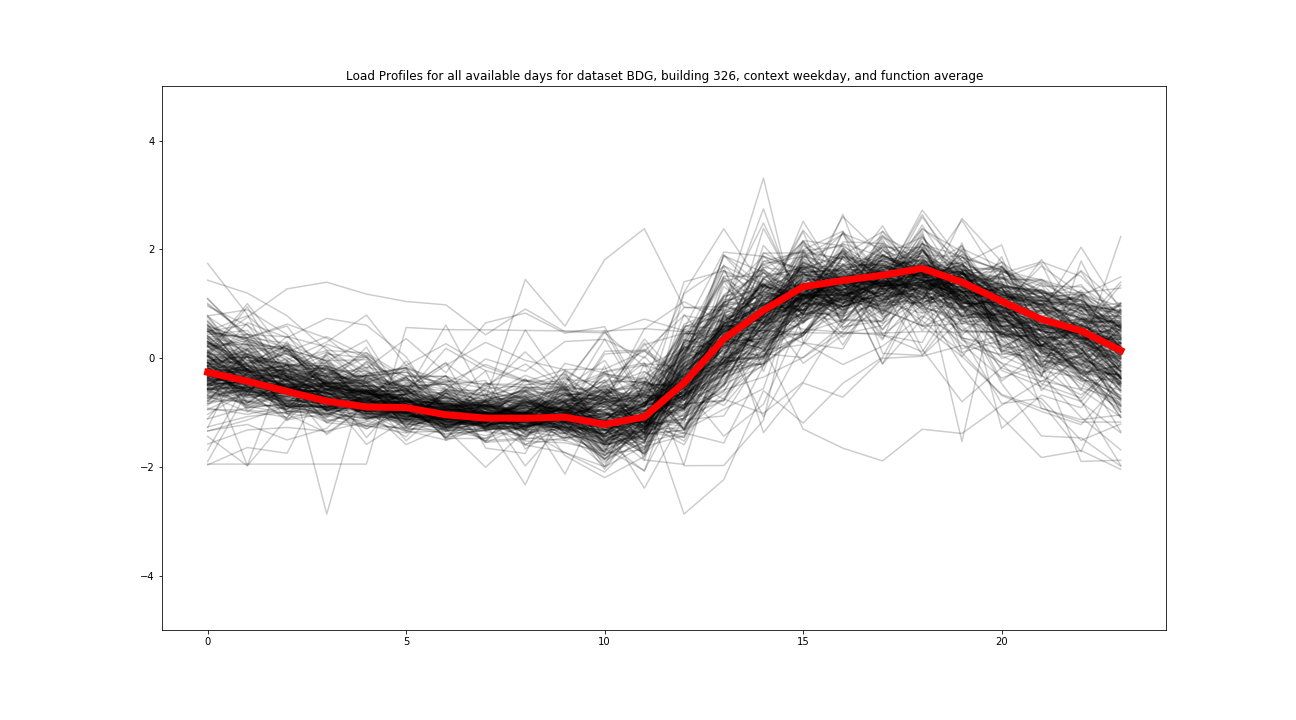 Load Profiles for all available days for dataset BDG, building 326, context weekday, and function average
4
2
0
−2
−4
0 5 10 15 20